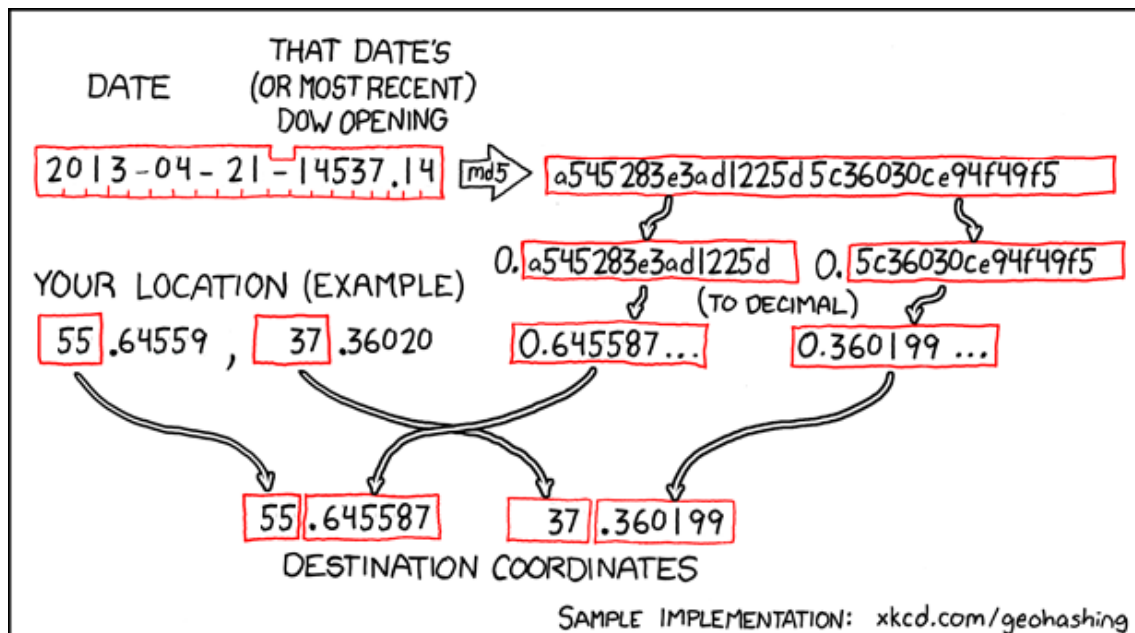 DATE
THAT DATE'S
(OR MOST RECENT)
DOW OPENING
2013-04-21-14537.14
md5
a545283e3ad1225d5c36030ce94f49f5
0.a545283e3ad1225d
0.5c36030ce94f49f5
YOUR LOCATION (EXAMPLE)
(TO DECIMAL)
55.64559, 37.36020
0.645587...
0.360199...
55.645587
37.360199
DESTINATION COORDINATES
SAMPLE IMPLEMENTATION: xkcd.com/geohashing